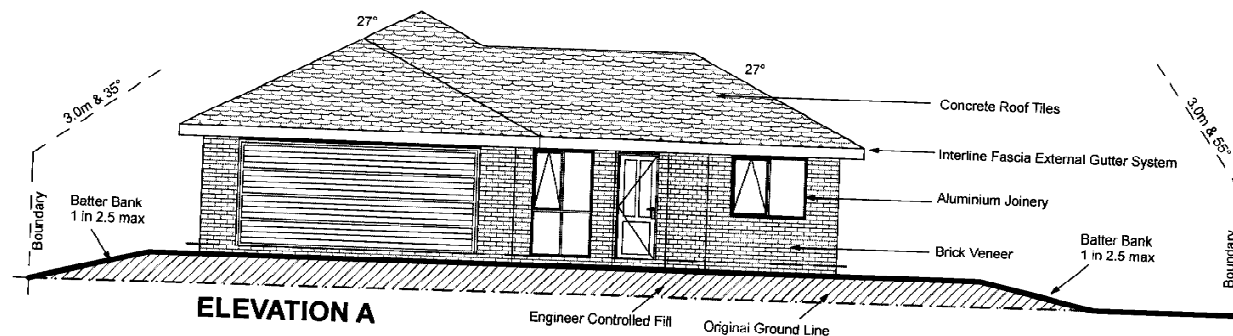 27°
27°
3.0m & 35°
3.0m & 55°
Concrete Roof Tiles
Interline Fascia External Gutter System
Aluminium Joinery
Brick Veneer
Boundary
Batter Bank
1 in 2.5 max
Batter Bank
1 in 2.5 max
Boundary
ELEVATION A
Engineer Controlled Fill
Original Ground Line